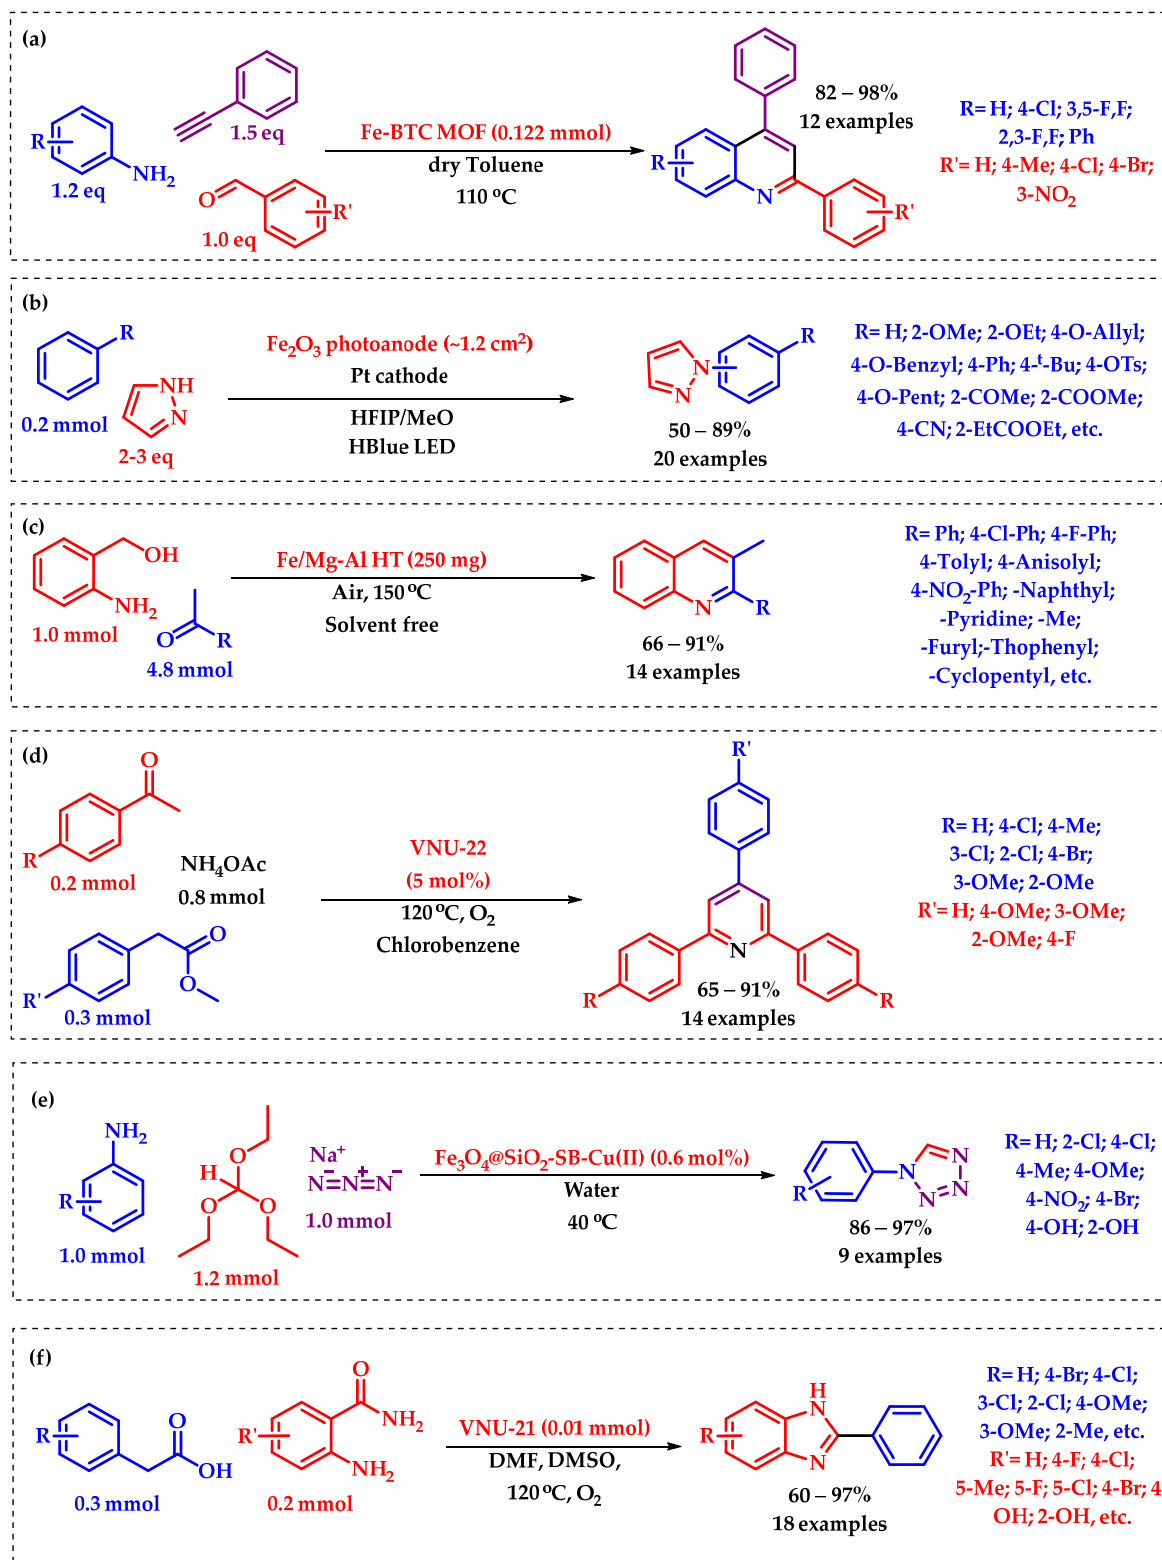 (a)
R
NH2
1.2 eq
1.5 eq
O
R'
1.0 eq
Fe-BTC MOF (0.122 mmol)
dry Toluene
110 oC
R
N
R'
82 – 98%
12 examples
R= H; 4-Cl; 3,5-F,F;
2,3-F,F; Ph
R'= H; 4-Me; 4-Cl; 4-Br;
3-NO2
(b)
R
0.2 mmol
NH
N
2-3 eq
Fe2O3 photoanode (~1.2 cm2)
Pt cathode
HFIP/MeO
HBlue LED
N
N
R
50 – 89%
20 examples
R= H; 2-OMe; 2-OEt; 4-O-Allyl;
4-O-Benzyl; 4-Ph; 4-t-Bu; 4-OTs;
4-O-Pent; 2-COMe; 2-COOMe;
4-CN; 2-EtCOOEt, etc.
(c)
OH
NH2
1.0 mmol
O
R
4.8 mmol
Fe/Mg-Al HT (250 mg)
Air, 150 oC
Solvent free
N
R
66 – 91%
14 examples
R= Ph; 4-Cl-Ph; 4-F-Ph;
4-Tolyl; 4-Anisolyl;
4-NO2-Ph; -Naphthyl;
-Pyridine; -Me;
-Furyl;-Thophenyl;
-Cyclopentyl, etc.
(d)
O
R
0.2 mmol
NH4OAc
0.8 mmol
O
O
R'
0.3 mmol
VNU-22
(5 mol%)
120 oC, O2
Chlorobenzene
R'
N
R
R
65 – 91%
14 examples
R= H; 4-Cl; 4-Me;
3-Cl; 2-Cl; 4-Br;
3-OMe; 2-OMe
R'= H; 4-OMe; 3-OMe;
2-OMe; 4-F
(e)
NH2
R
1.0 mmol
O
H
O
O
1.2 mmol
Na+
N=N=N
1.0 mmol
Fe3O4@SiO2-SB-Cu(II) (0.6 mol%)
Water
40 oC
R
N
N
N
N
86 – 97%
9 examples
R= H; 2-Cl; 4-Cl;
4-Me; 4-OMe;
4-NO2; 4-Br;
4-OH; 2-OH
(f)
R
O
OH
0.3 mmol
O
R'
NH2
NH2
0.2 mmol
VNU-21 (0.01 mmol)
DMF, DMSO,
120 oC, O2
H
N
R
N
60 – 97%
18 examples
R= H; 4-Br; 4-Cl;
3-Cl; 2-Cl; 4-OMe;
3-OMe; 2-Me, etc.
R'= H; 4-F; 4-Cl;
5-Me; 5-F; 5-Cl; 4-Br; 4
OH; 2-OH, etc.